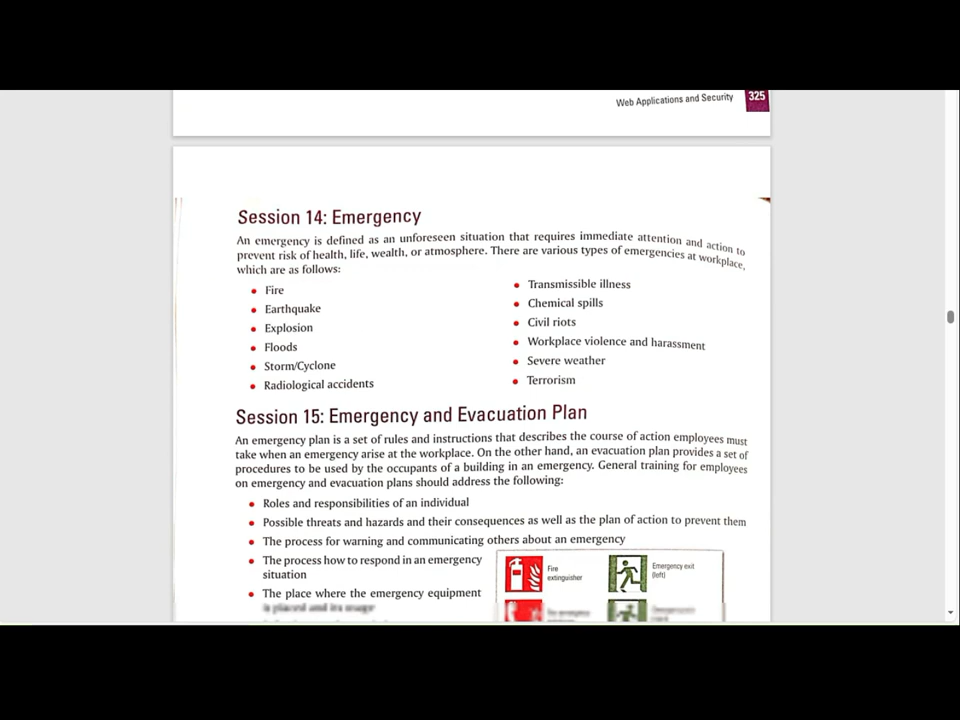 Web Applications and Security 325
Session 14: Emergency
An emergency is defined as an unforeseen situation that requires immediate attention and action to
prevent risk of health, life, wealth, or atmosphere. There are various types of emergencies at workplace,
which are as follows:
• Fire
• Earthquake
• Explosion
• Floods
• Storm/Cyclone
• Radiological accidents
• Transmissible illness
• Chemical spills
• Civil riots
• Workplace violence and harassment
• Severe weather
• Terrorism
Session 15: Emergency and Evacuation Plan
An emergency plan is a set of rules and instructions that describes the course of action employees must
take when an emergency arise at the workplace. On the other hand, an evacuation plan provides a set of
procedures to be used by the occupants of a building in an emergency. General training for employees
on emergency and evacuation plans should address the following:
• Roles and responsibilities of an individual
• Possible threats and hazards and their consequences as well as the plan of action to prevent them
• The process for warning and communicating others about an emergency
• The process how to respond in an emergency
situation
• The place where the emergency equipment
is placed and its usage
Fire
extinguisher
Emergency exit
(left)